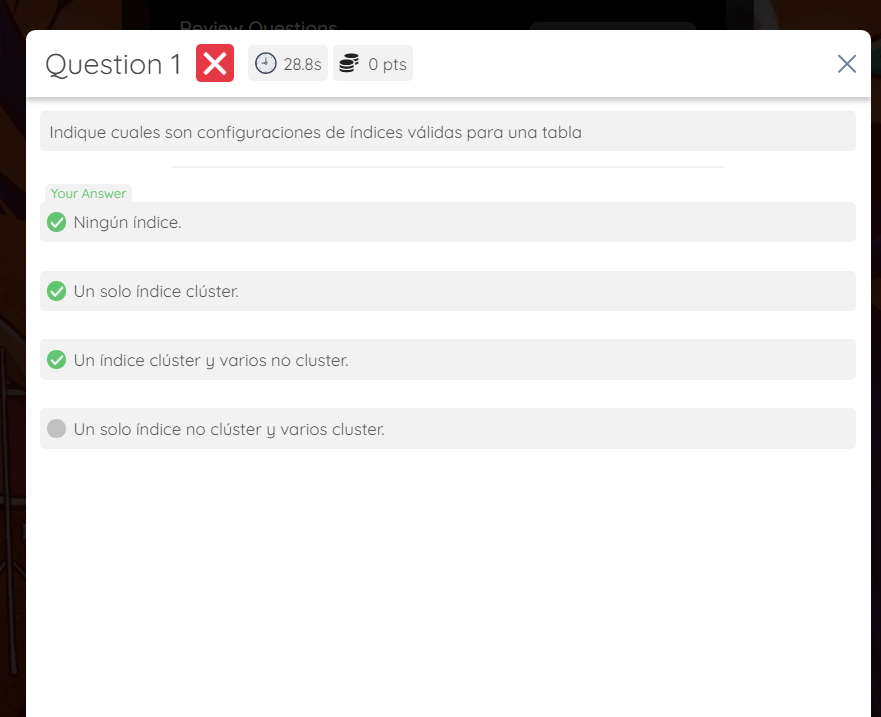 Review Questions
Question 1
28.8s
0 pts
Indique cuales son configuraciones de índices válidas para una tabla
Your Answer
Ningún índice.
Un solo índice clúster.
Un índice clúster y varios no cluster.
Un solo índice no clúster y varios cluster.